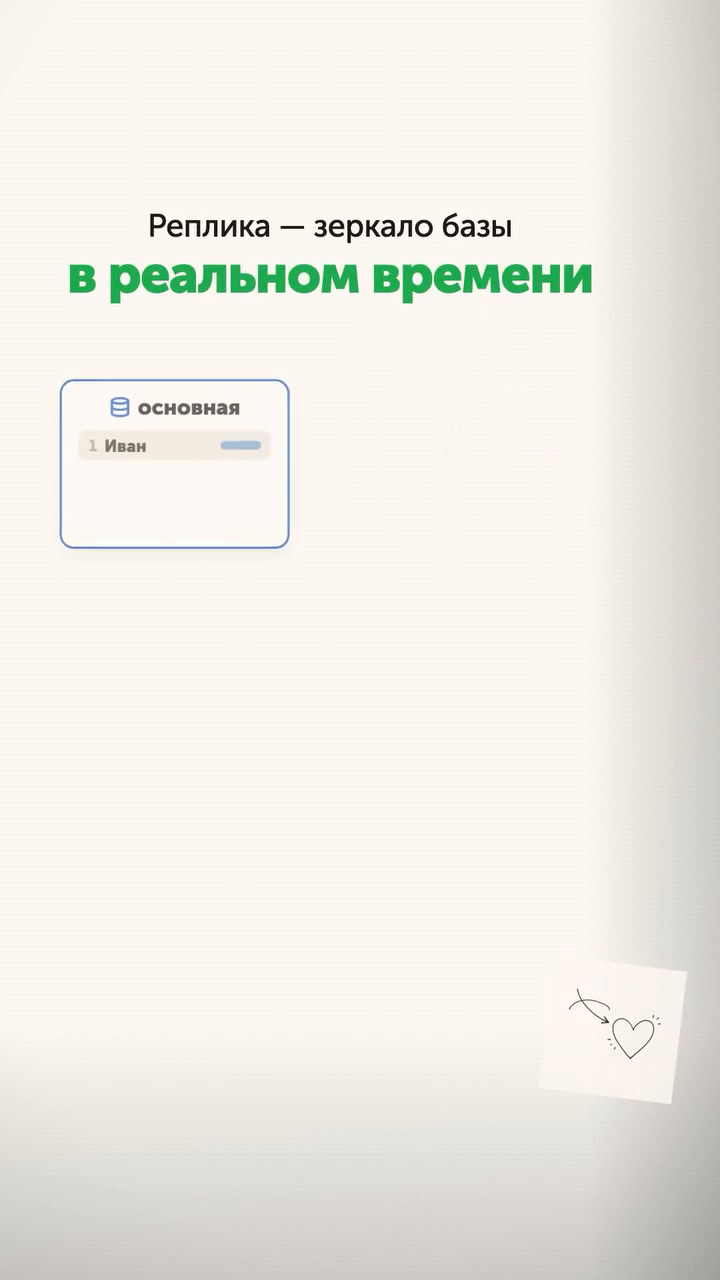 Реплика — зеркало базы
в реальном времени
основная
1 Иван